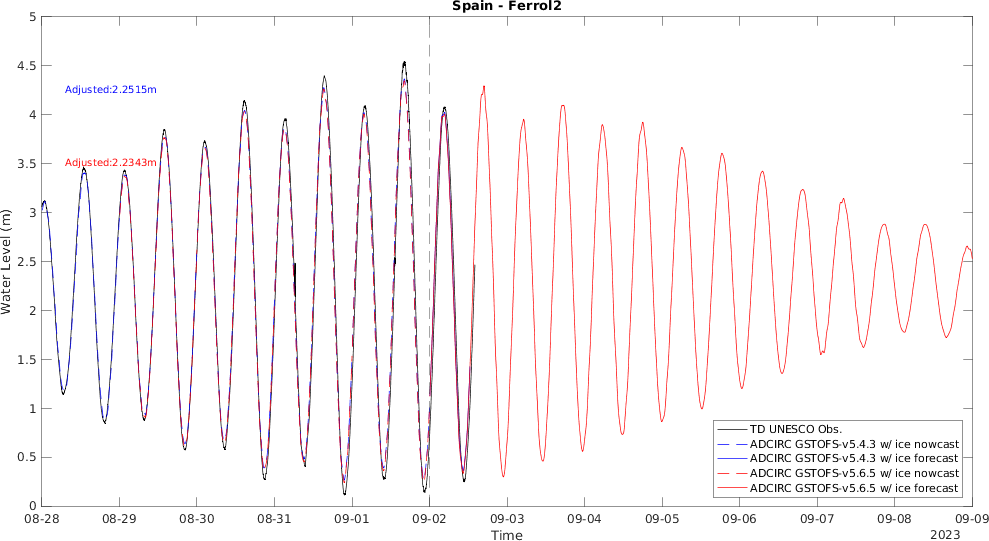 Spain - Ferrol2
5
4.5
4
3.5
3
2.5
2
1.5
1
0.5
0
Water Level (m)
Adjusted:2.2515m
Adjusted:2.2343m
TD UNESCO Obs.
ADCIRC GSTOFS-v5.4.3 w/ ice nowcast
ADCIRC GSTOFS-v5.4.3 w/ ice forecast
ADCIRC GSTOFS-v5.6.5 w/ ice nowcast
ADCIRC GSTOFS-v5.6.5 w/ ice forecast
08-28 08-29 08-30 08-31 09-01 09-02 09-03 09-04 09-05 09-06 09-07 09-08 09-09
Time
2023